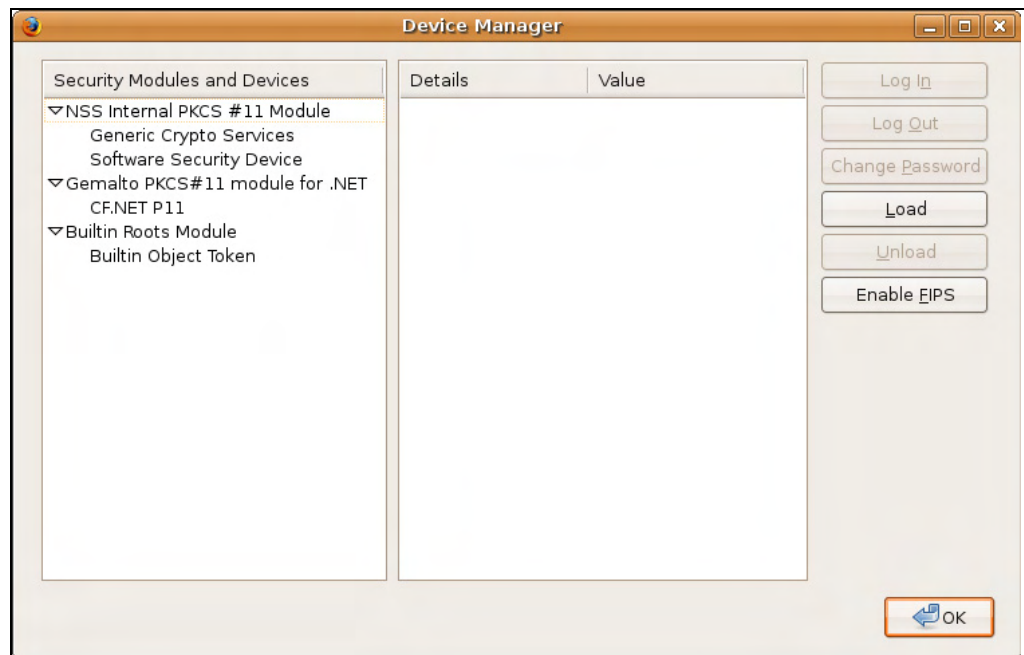 Device Manager
Security Modules and Devices
NSS Internal PKCS #11 Module
Generic Crypto Services
Software Security Device
Gemalto PKCS#11 module for .NET
CF.NET P11
Builtin Roots Module
Builtin Object Token
Details Value
Log In
Log Out
Change Password
Load
Unload
Enable FIPS
OK